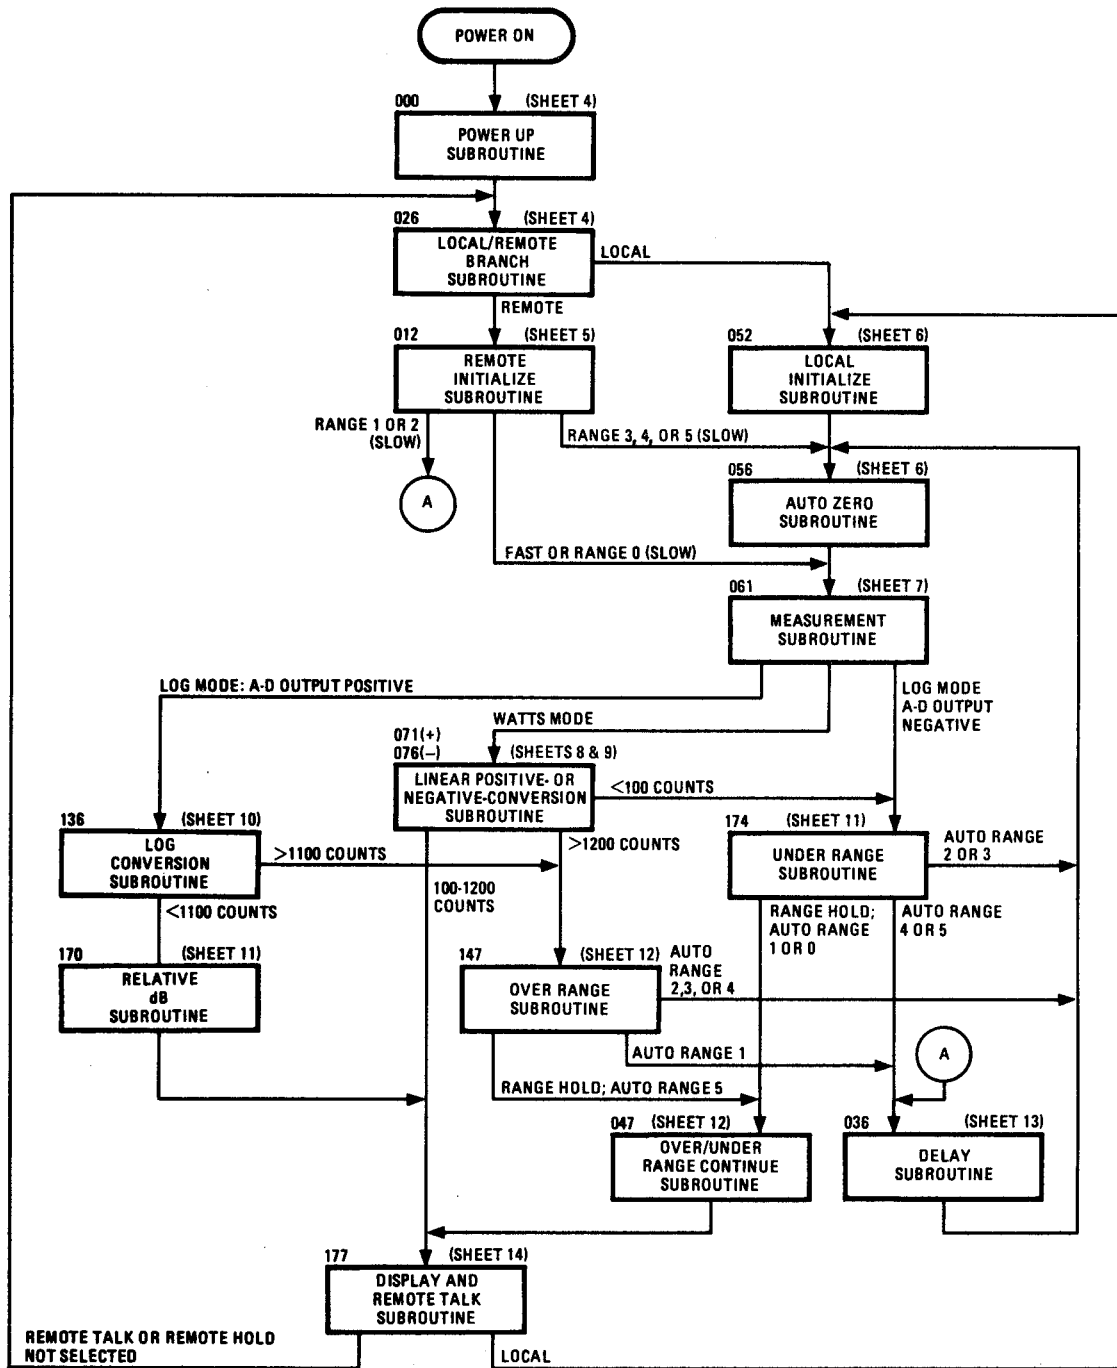 POWER ON
000
(SHEET 4)
POWER UP
SUBROUTINE
026
(SHEET 4)
LOCAL/REMOTE
BRANCH
SUBROUTINE
LOCAL
REMOTE
012
(SHEET 5)
REMOTE
INITIALIZE
SUBROUTINE
052
(SHEET 6)
LOCAL
INITIALIZE
SUBROUTINE
RANGE 1 OR 2
(SLOW)
RANGE 3, 4, OR 5 (SLOW)
A
056
(SHEET 6)
AUTO ZERO
SUBROUTINE
FAST OR RANGE 0 (SLOW)
061
(SHEET 7)
MEASUREMENT
SUBROUTINE
LOG MODE: A-D OUTPUT POSITIVE
WATTS MODE
LOG MODE
A-D OUTPUT
NEGATIVE
071(+)
076(−)
(SHEETS 8 & 9)
LINEAR POSITIVE- OR
NEGATIVE-CONVERSION
SUBROUTINE
<100 COUNTS
136
(SHEET 10)
LOG
CONVERSION
SUBROUTINE
>1100 COUNTS
>1200 COUNTS
174
(SHEET 11)
UNDER RANGE
SUBROUTINE
AUTO RANGE
2 OR 3
<1100 COUNTS
100-1200
COUNTS
RANGE HOLD;
AUTO RANGE
1 OR 0
AUTO RANGE
4 OR 5
170
(SHEET 11)
RELATIVE
dB
SUBROUTINE
147
(SHEET 12)
OVER RANGE
SUBROUTINE
AUTO
RANGE
2,3, OR 4
AUTO RANGE 1
A
RANGE HOLD; AUTO RANGE 5
047
(SHEET 12)
OVER/UNDER
RANGE CONTINUE
SUBROUTINE
036
(SHEET 13)
DELAY
SUBROUTINE
177
(SHEET 14)
DISPLAY AND
REMOTE TALK
SUBROUTINE
REMOTE TALK OR REMOTE HOLD
NOT SELECTED
LOCAL